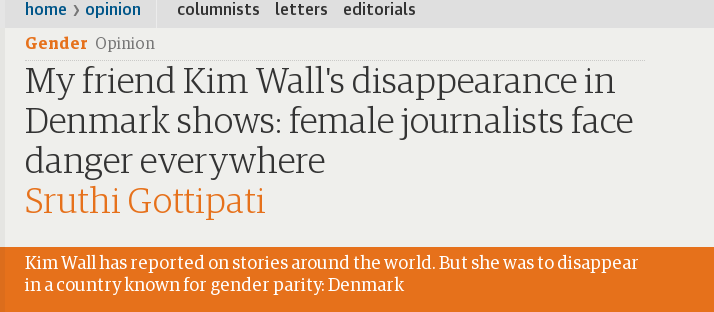 home › opinion columnists letters editorials
Gender Opinion
My friend Kim Wall's disappearance in
Denmark shows: female journalists face
danger everywhere
Sruthi Gottipati
Kim Wall has reported on stories around the world. But she was to disappear
in a country known for gender parity: Denmark